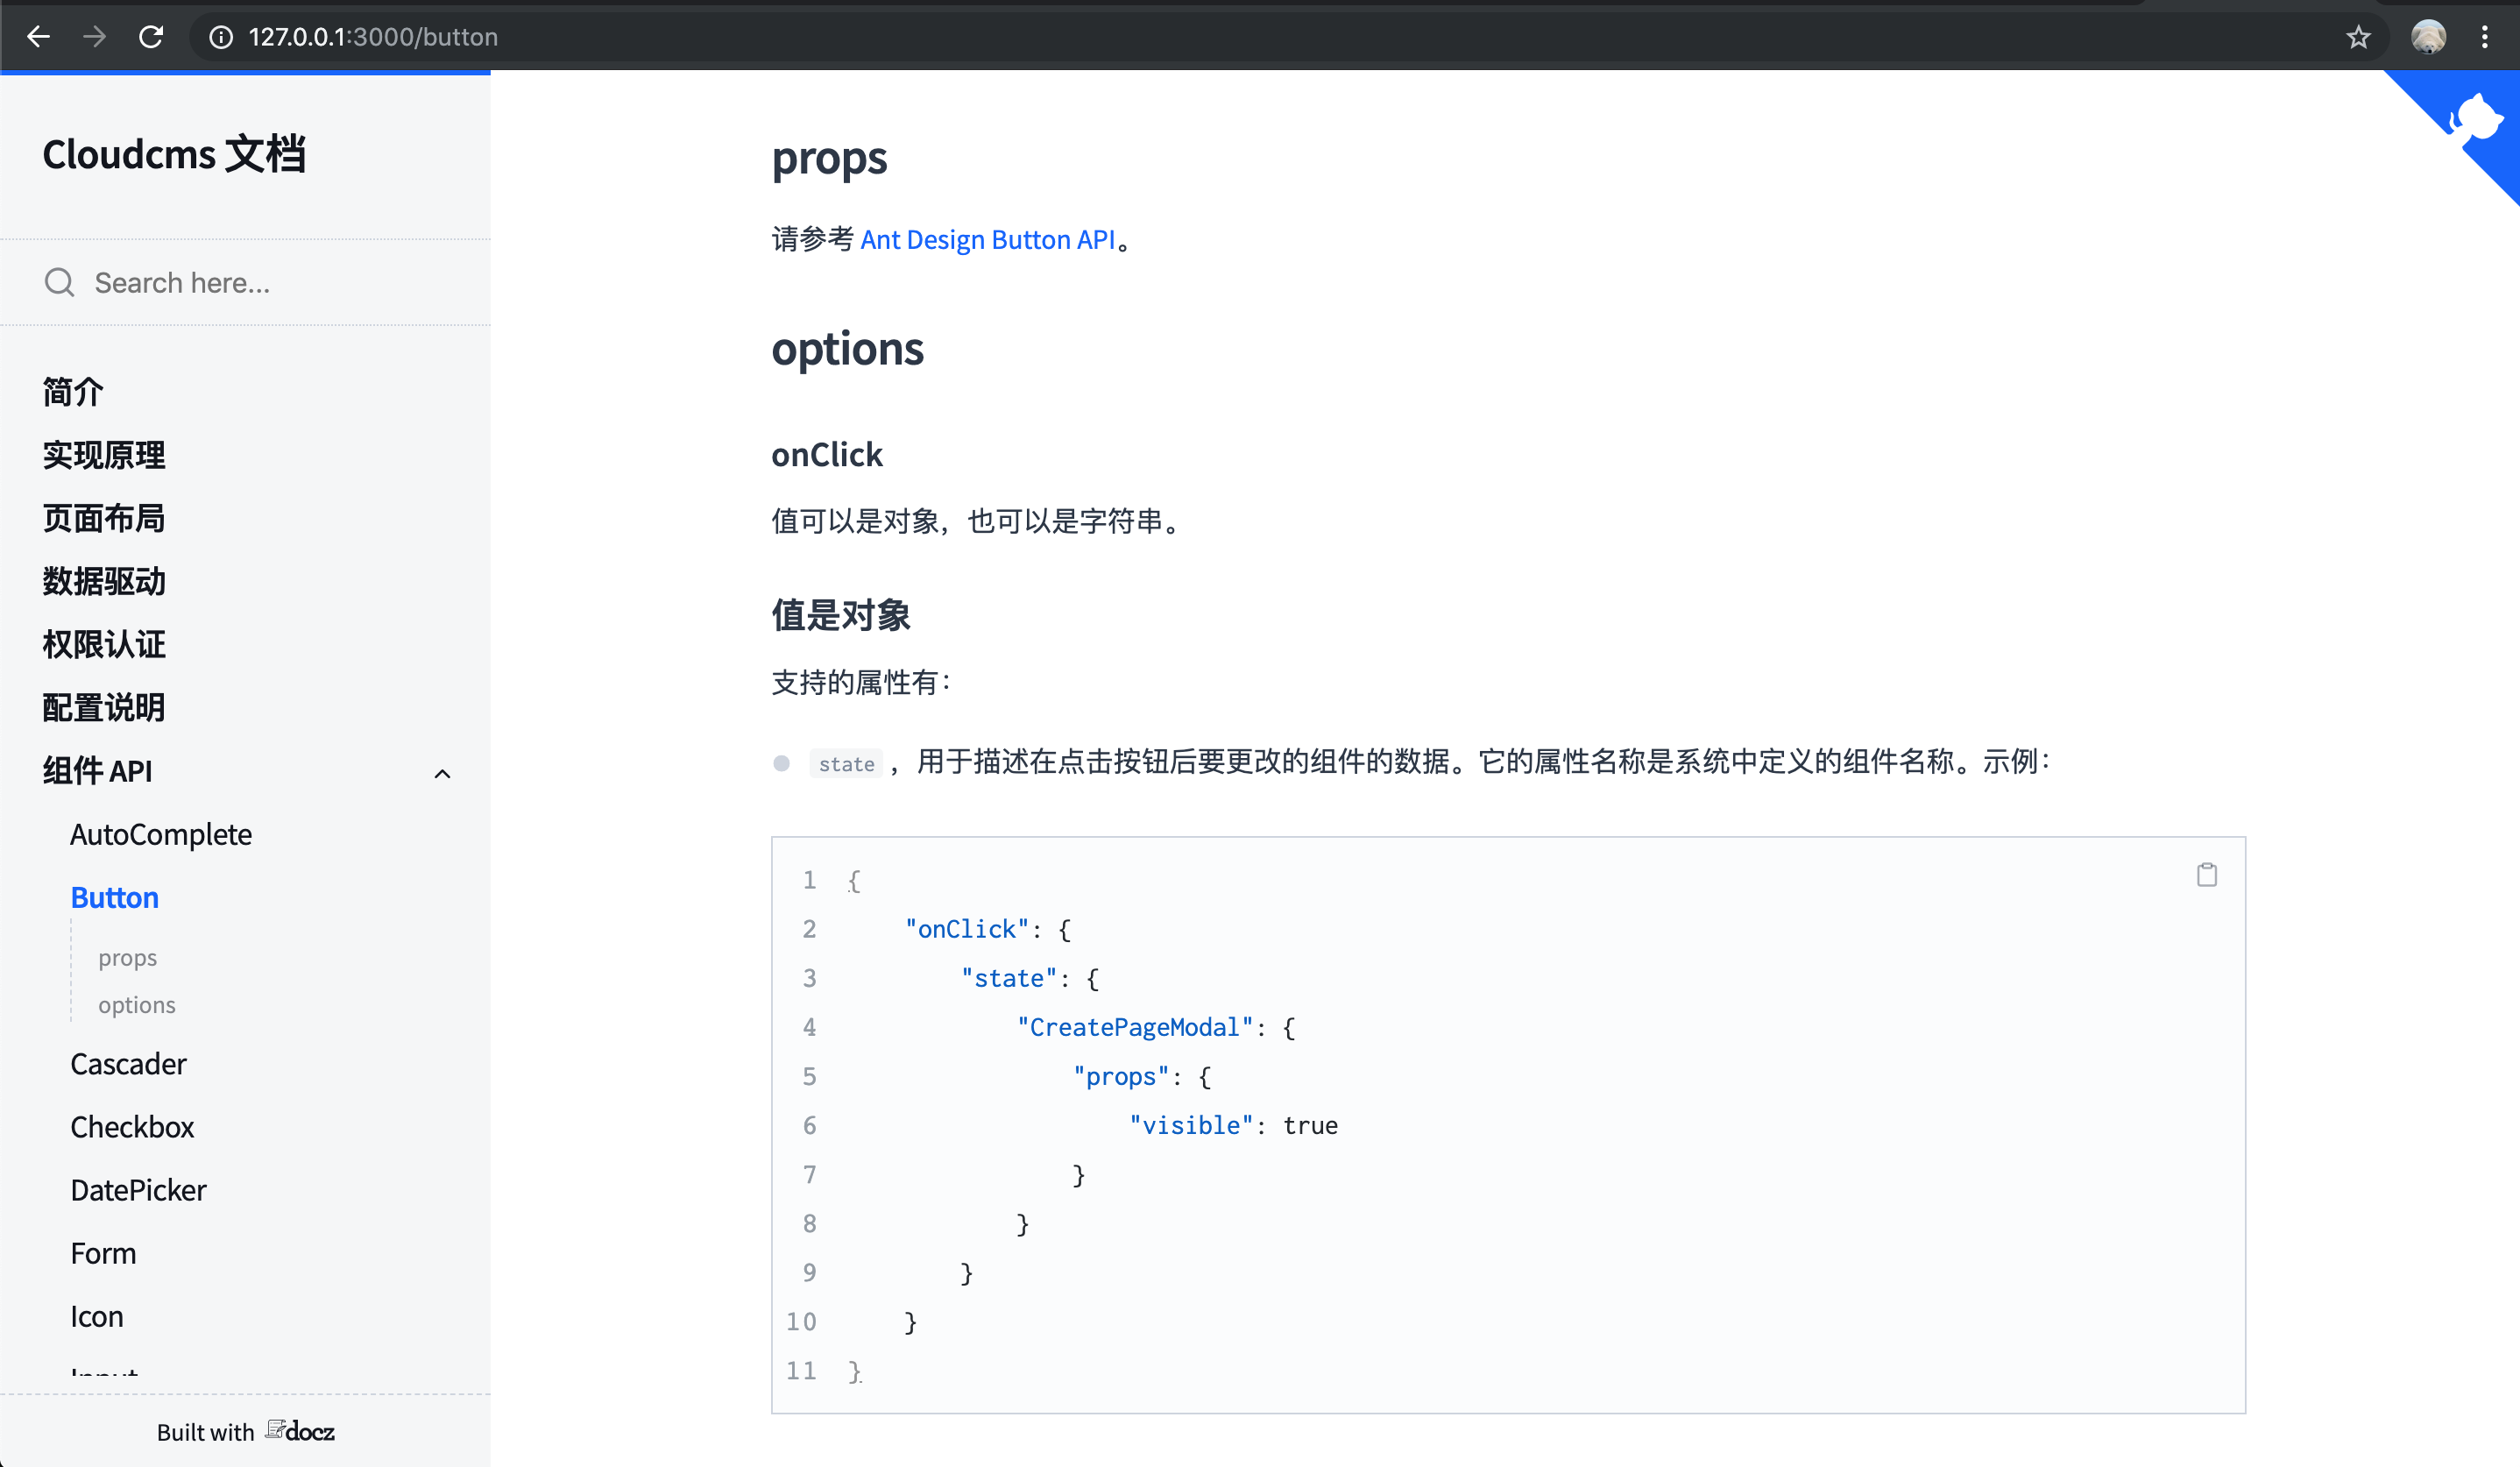 127.0.0.1:3000/button
Cloudcms 文档
Search here...
简介
实现原理
页面布局
数据驱动
权限认证
配置说明
组件 API
AutoComplete
Button
props
options
Cascader
Checkbox
DatePicker
Form
Icon
Input
Built with docz
props
请参考 Ant Design Button API。
options
onClick
值可以是对象，也可以是字符串。
值是对象
支持的属性有：
state ，用于描述在点击按钮后要更改的组件的数据。它的属性名称是系统中定义的组件名称。示例：
1 {
2 "onClick": {
3 "state": {
4 "CreatePageModal": {
5 "props": {
6 "visible": true
7 }
8 }
9 }
10 }
11 }